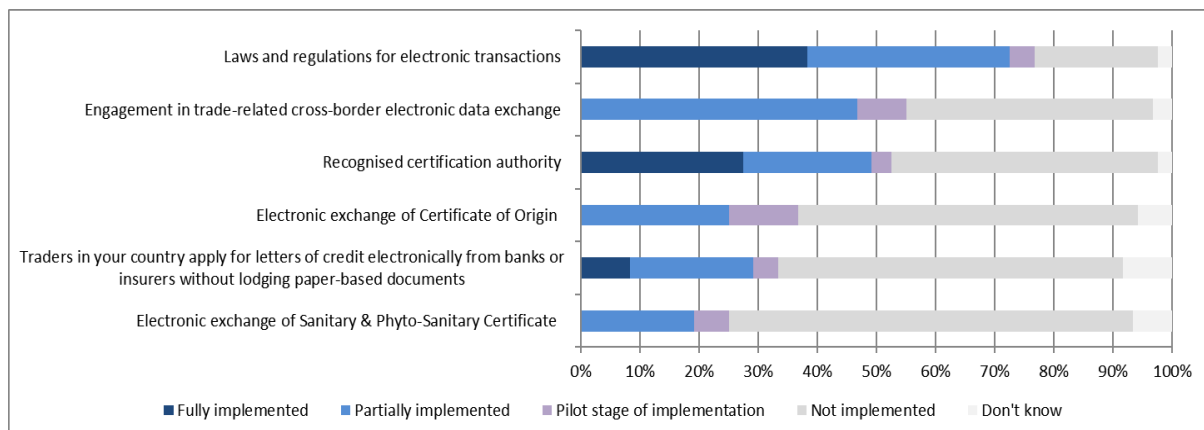 Laws and regulations for electronic transactions
Engagement in trade-related cross-border electronic data exchange
Recognised certification authority
Electronic exchange of Certificate of Origin
Traders in your country apply for letters of credit electronically from banks or
insurers without lodging paper-based documents
Electronic exchange of Sanitary & Phyto-Sanitary Certificate
0% 10% 20% 30% 40% 50% 60% 70% 80% 90% 100%
Fully implemented Partially implemented Pilot stage of implementation Not implemented Don't know